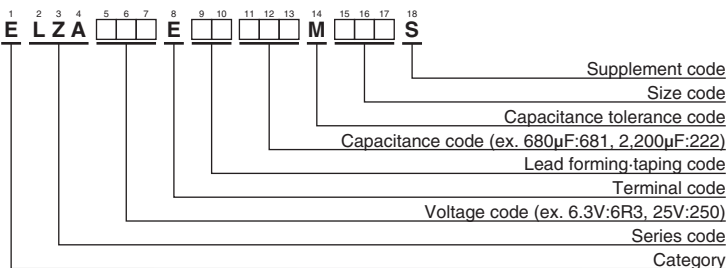 1 2 3 4 5 6 7 8 9 10 11 12 13 14 15 16 17 18
E L Z A E M S
Supplement code
Size code
Capacitance tolerance code
Capacitance code (ex. 680µF:681, 2,200µF:222)
Lead forming·taping code
Terminal code
Voltage code (ex. 6.3V:6R3, 25V:250)
Series code
Category